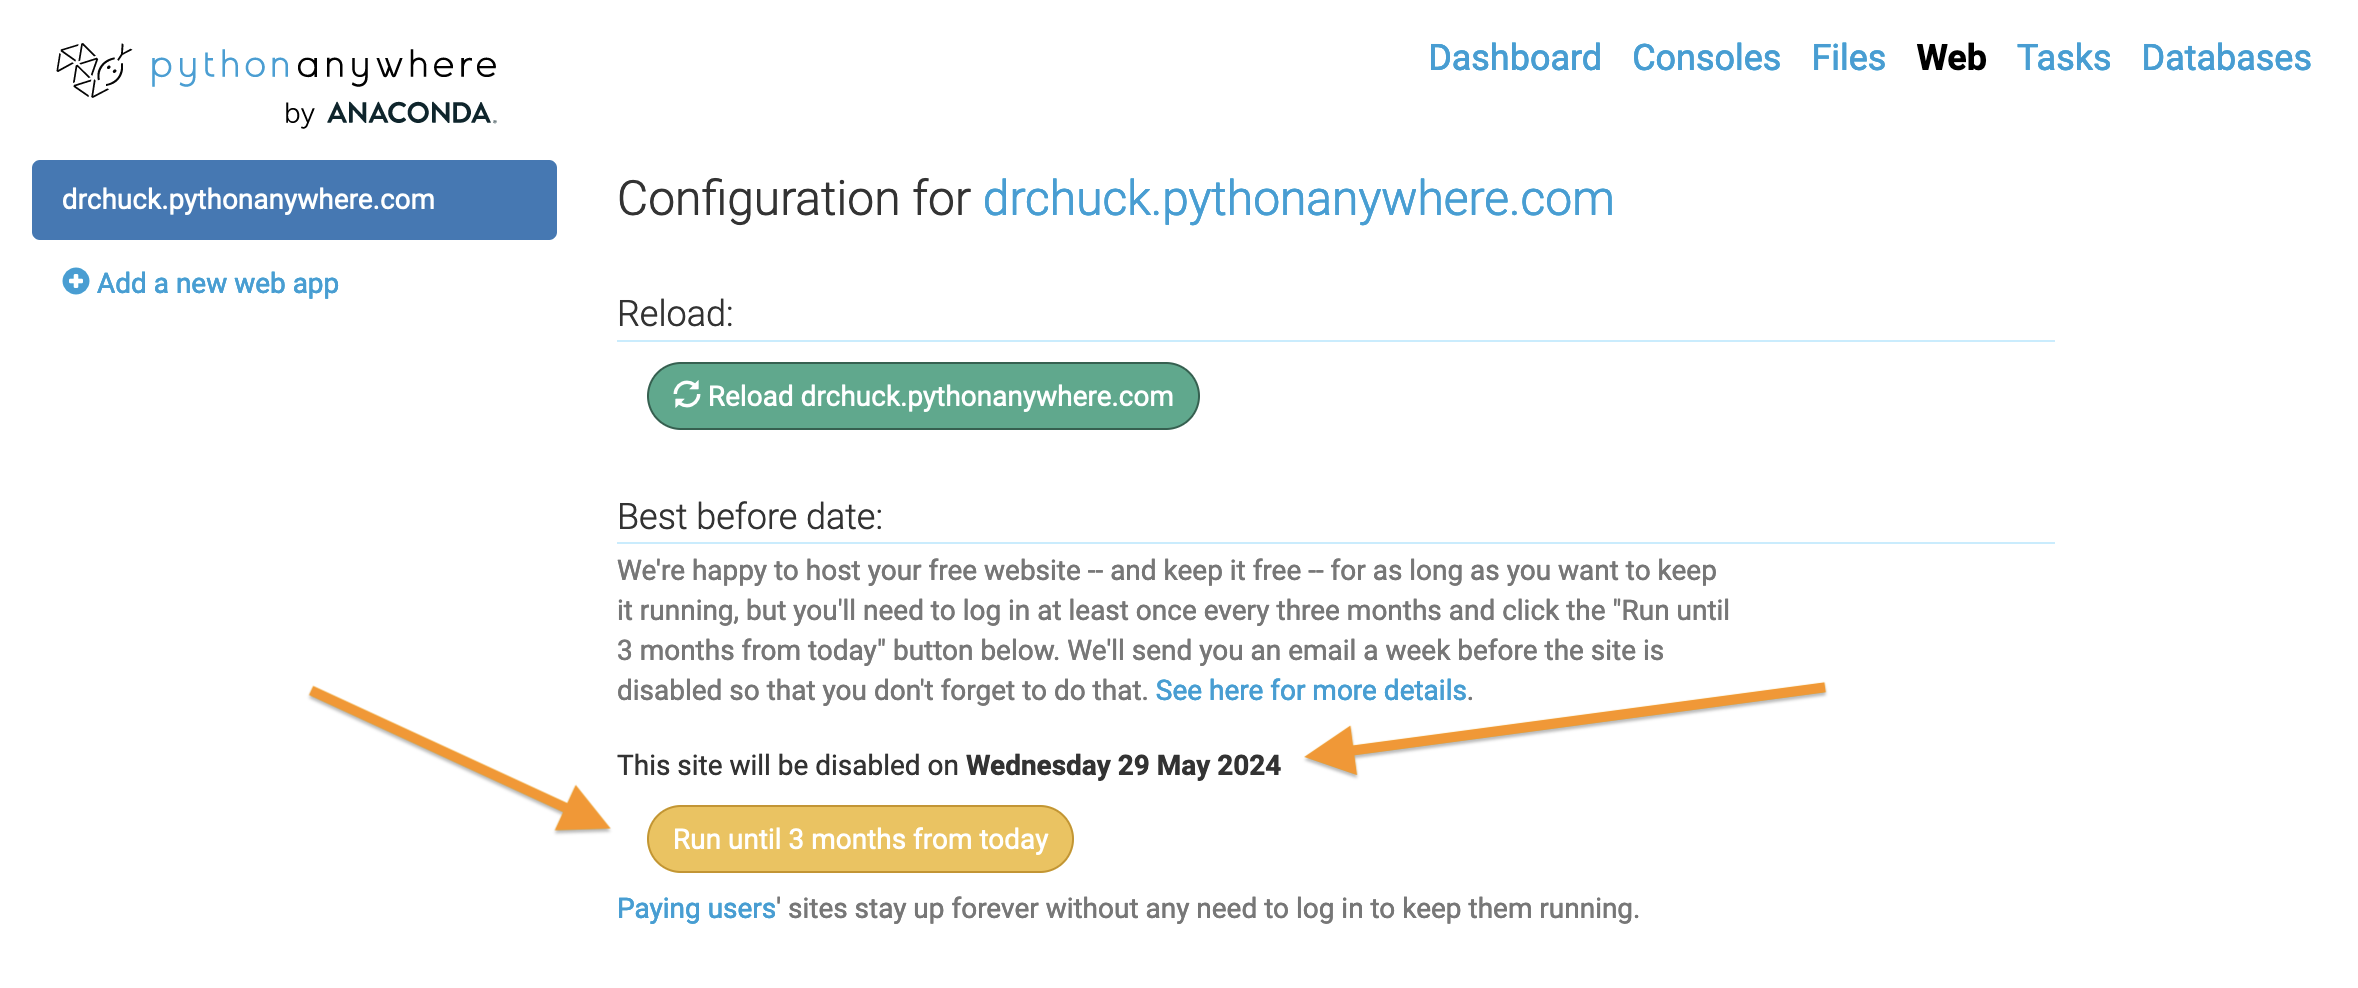 pythonanywhere
by ANACONDA.
Dashboard Consoles Files Web Tasks Databases
drchuck.pythonanywhere.com
Add a new web app
Configuration for drchuck.pythonanywhere.com
Reload:
Reload drchuck.pythonanywhere.com
Best before date:
We're happy to host your free website -- and keep it free -- for as long as you want to keep
it running, but you'll need to log in at least once every three months and click the "Run until
3 months from today" button below. We'll send you an email a week before the site is
disabled so that you don't forget to do that. See here for more details.
This site will be disabled on Wednesday 29 May 2024
Run until 3 months from today
Paying users' sites stay up forever without any need to log in to keep them running.